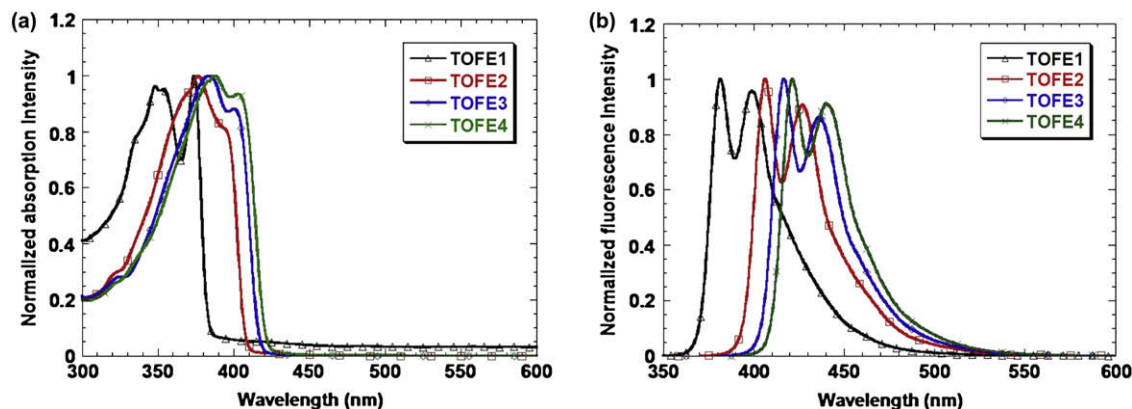 (a)
Normalized absorption Intensity
1.2
1
0.8
0.6
0.4
0.2
0
300
350
400
450
500
550
600
Wavelength (nm)
TOFE1
TOFE2
TOFE3
TOFE4
(b)
Normalized fluorescence Intensity
1.2
1
0.8
0.6
0.4
0.2
0
350
400
450
500
550
600
Wavelength (nm)
TOFE1
TOFE2
TOFE3
TOFE4